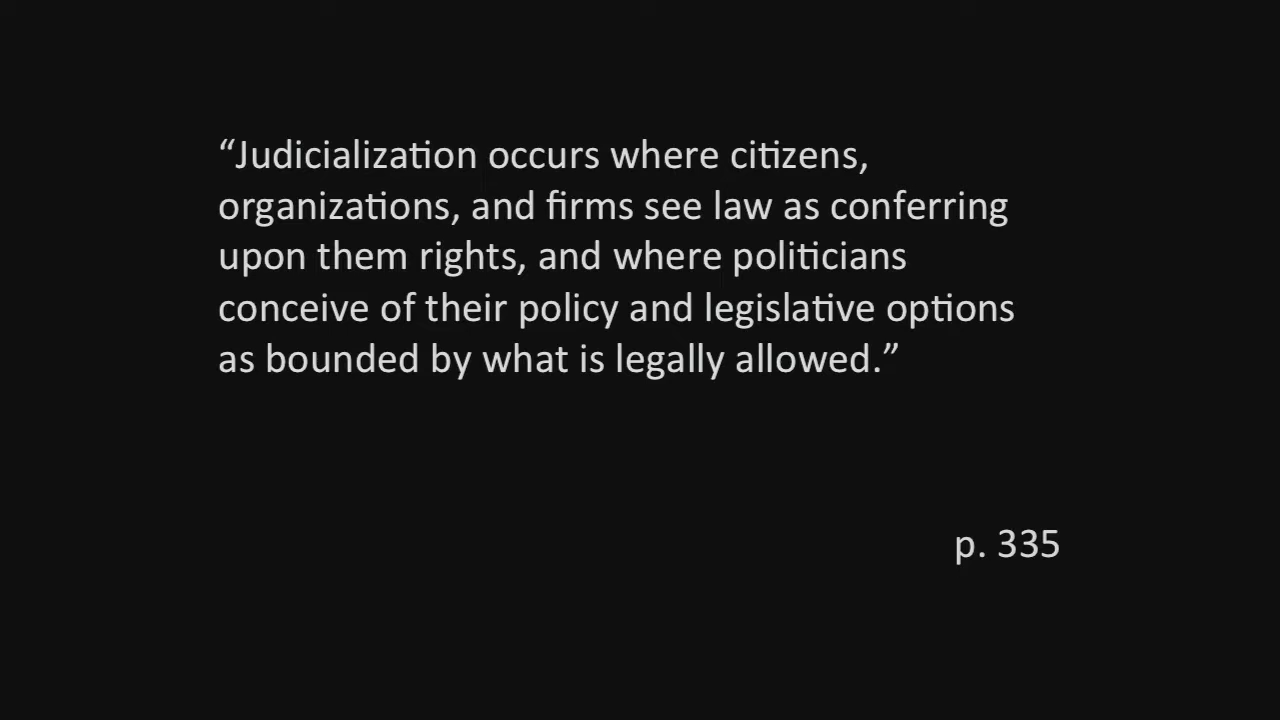 “Judicialization occurs where citizens,
organizations, and firms see law as conferring
upon them rights, and where politicians
conceive of their policy and legislative options
as bounded by what is legally allowed.”
p. 335